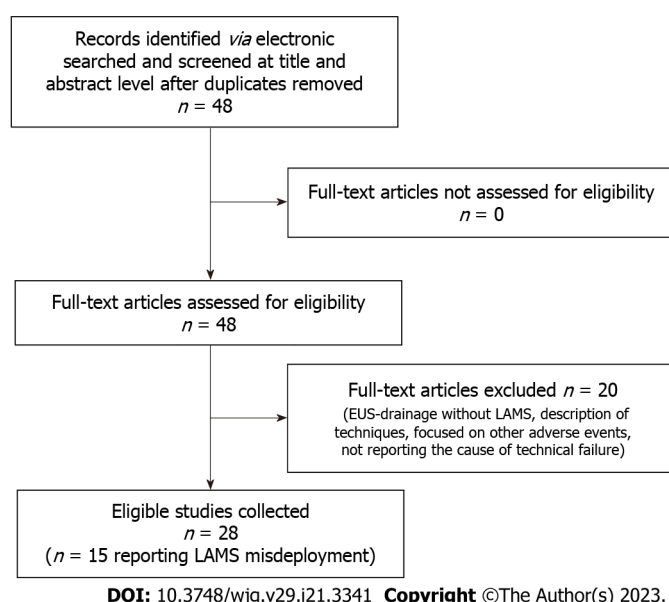 Records identified via electronic
searched and screened at title and
abstract level after duplicates removed
n = 48
Full-text articles not assessed for eligibility
n = 0
Full-text articles assessed for eligibility
n = 48
Full-text articles excluded n = 20
(EUS-drainage without LAMS, description of
techniques, focused on other adverse events,
not reporting the cause of technical failure)
Eligible studies collected
n = 28
(n = 15 reporting LAMS misdeployment)
DOI: 10.3748/wjg.v29.i21.3341 Copyright ©The Author(s) 2023.